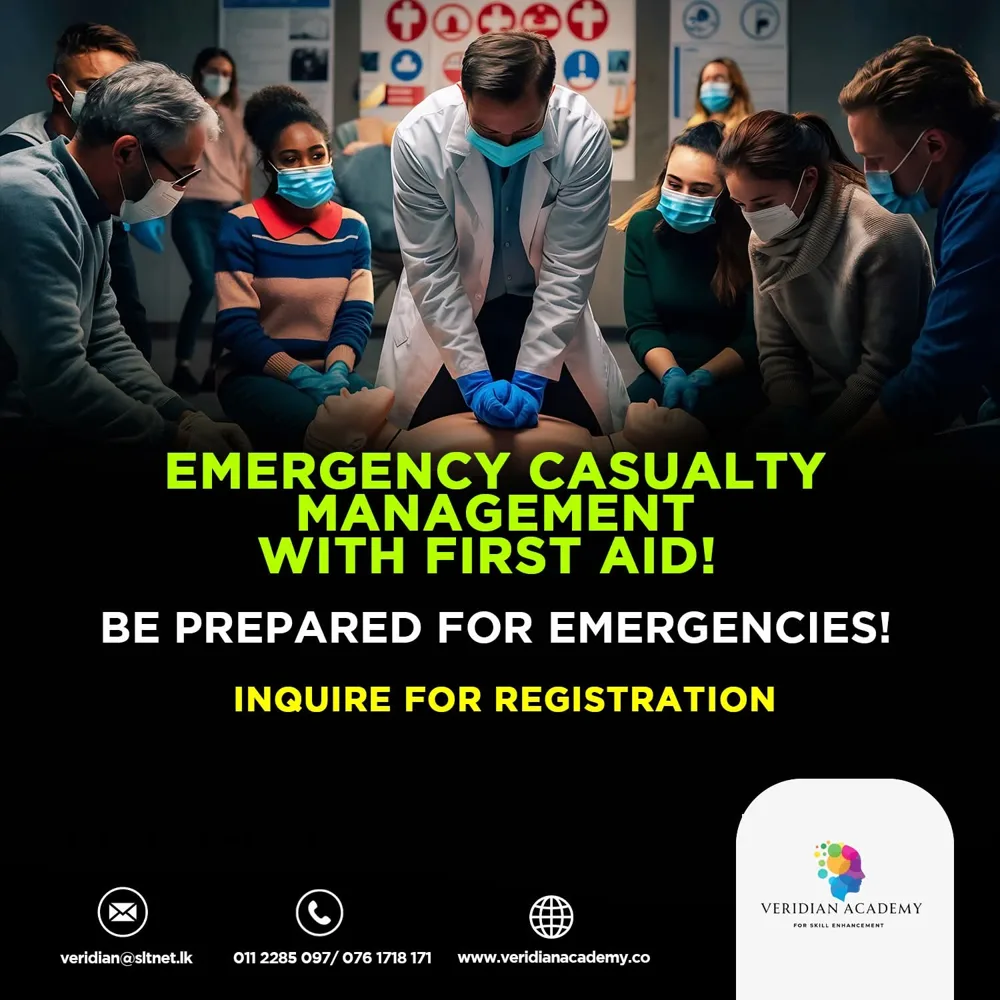 EMERGENCY CASUALTY
MANAGEMENT
WITH FIRST AID!
BE PREPARED FOR EMERGENCIES!
INQUIRE FOR REGISTRATION
veridian@sltnet.lk
011 2285 097/ 076 1718 171
www.veridianacademy.co
VERIDIAN ACADEMY
FOR SKILL ENHANCEMENT